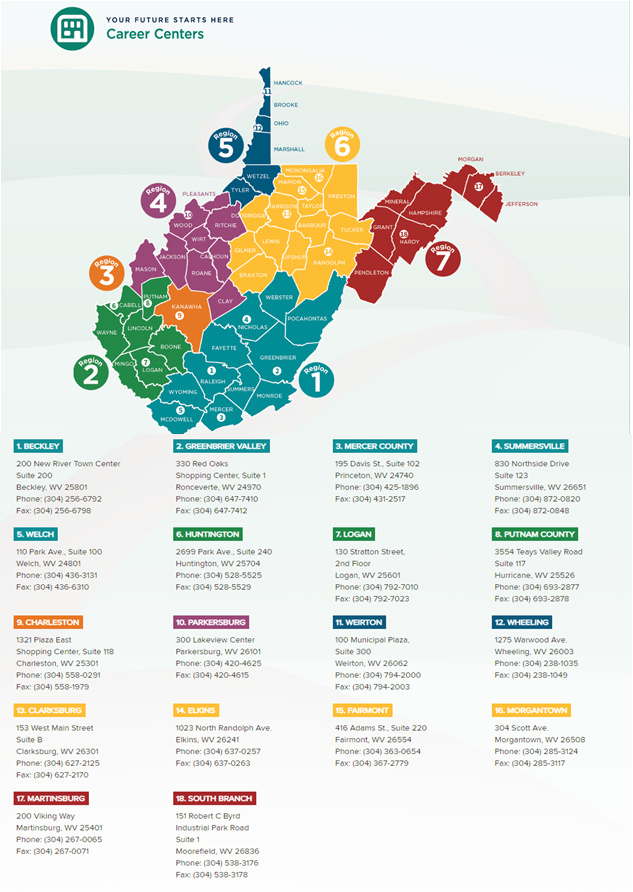 YOUR FUTURE STARTS HERE
Career Centers
HANCOCK
11
BROOKE
OHIO
12
MARSHALL
Region
5
WETZEL
TYLER
Region
6
MONONGALIA
16
MARION
15
PRESTON
HARRISON
13
TAYLOR
DODDRIDGE
BARBOUR
TUCKER
LEWIS
GILMER
UPSHUR
14
RANDOLPH
BRAXTON
MORGAN
BERKELEY
17
JEFFERSON
MINERAL
HAMPSHIRE
GRANT
18
HARDY
PENDLETON
Region
7
Region
4
PLEASANTS
10
WOOD
RITCHIE
WIRT
CALHOUN
JACKSON
ROANE
MASON
CLAY
Region
3
KANAWHA
9
PUTNAM
8
6
CABELL
WAYNE
LINCOLN
BOONE
MINGO
7
LOGAN
Region
2
WEBSTER
POCAHONTAS
4
NICHOLAS
FAYETTE
GREENBRIER
2
1
RALEIGH
SUMMERS
MONROE
WYOMING
5
MCDOWELL
MERCER
3
Region
1
1. BECKLEY
200 New River Town Center
Suite 200
Beckley, WV 25801
Phone: (304) 256-6792
Fax: (304) 256-6798
2. GREENBRIER VALLEY
330 Red Oaks
Shopping Center, Suite 1
Ronceverte, WV 24970
Phone: (304) 647-7410
Fax: (304) 647-7412
3. MERCER COUNTY
195 Davis St., Suite 102
Princeton, WV 24740
Phone: (304) 425-1896
Fax: (304) 431-2517
4. SUMMERSVILLE
830 Northside Drive
Suite 123
Summersville, WV 26651
Phone: (304) 872-0820
Fax: (304) 872-0848
5. WELCH
110 Park Ave., Suite 100
Welch, WV 24801
Phone: (304) 436-3131
Fax: (304) 436-6310
6. HUNTINGTON
2699 Park Ave., Suite 240
Huntington, WV 25704
Phone: (304) 528-5525
Fax: (304) 528-5529
7. LOGAN
130 Stratton Street,
2nd Floor
Logan, WV 25601
Phone: (304) 792-7010
Fax: (304) 792-7023
8. PUTNAM COUNTY
3554 Teays Valley Road
Suite 117
Hurricane, WV 25526
Phone: (304) 693-2877
Fax: (304) 693-2878
9. CHARLESTON
1321 Plaza East
Shopping Center, Suite 118
Charleston, WV 25301
Phone: (304) 558-0291
Fax: (304) 558-1979
10. PARKERSBURG
300 Lakeview Center
Parkersburg, WV 26101
Phone: (304) 420-4625
Fax: (304) 420-4615
11. WEIRTON
100 Municipal Plaza,
Suite 300
Weirton, WV 26062
Phone: (304) 794-2000
Fax: (304) 794-2003
12. WHEELING
1275 Warwood Ave.
Wheeling, WV 26003
Phone: (304) 238-1035
Fax: (304) 238-1049
13. CLARKSBURG
153 West Main Street
Suite B
Clarksburg, WV 26301
Phone: (304) 627-2125
Fax: (304) 627-2170
14. ELKINS
1023 North Randolph Ave.
Elkins, WV 26241
Phone: (304) 637-0257
Fax: (304) 637-0263
15. FAIRMONT
416 Adams St., Suite 220
Fairmont, WV 26554
Phone: (304) 363-0654
Fax: (304) 367-2779
16. MORGANTOWN
304 Scott Ave.
Morgantown, WV 26508
Phone: (304) 285-3124
Fax: (304) 285-3117
17. MARTINSBURG
200 Viking Way
Martinsburg, WV 25401
Phone: (304) 267-0065
Fax: (304) 267-0071
18. SOUTH BRANCH
151 Robert C Byrd
Industrial Park Road
Suite 1
Moorefield, WV 26836
Phone: (304) 538-3176
Fax: (304) 538-3178